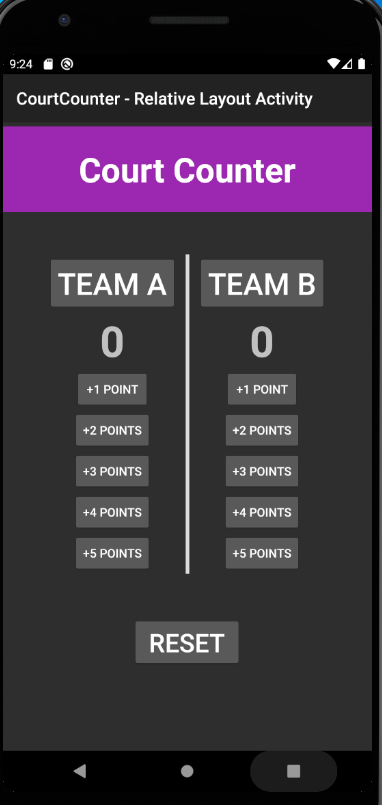 9:24
CourtCounter - Relative Layout Activity
Court Counter
TEAM A
0
+1 POINT
+2 POINTS
+3 POINTS
+4 POINTS
+5 POINTS
TEAM B
0
+1 POINT
+2 POINTS
+3 POINTS
+4 POINTS
+5 POINTS
RESET